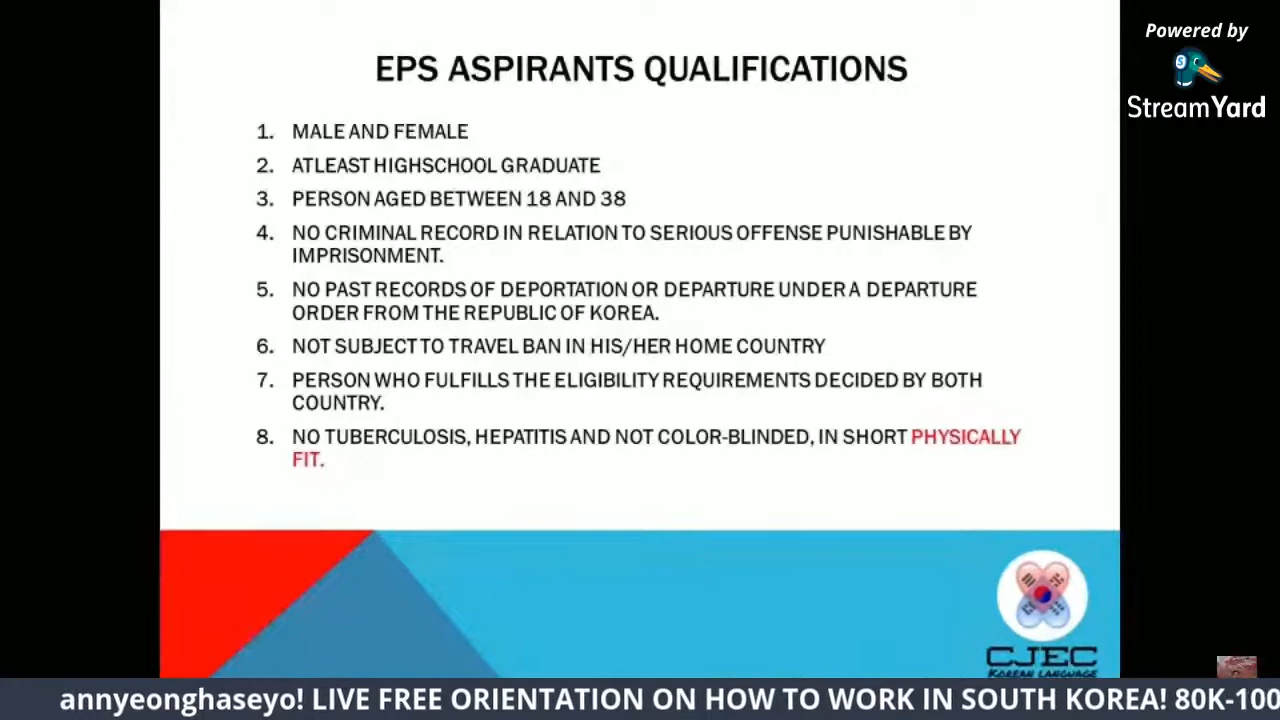 Powered by
StreamYard
EPS ASPIRANTS QUALIFICATIONS
1. MALE AND FEMALE
2. ATLEAST HIGHSCHOOL GRADUATE
3. PERSON AGED BETWEEN 18 AND 38
4. NO CRIMINAL RECORD IN RELATION TO SERIOUS OFFENSE PUNISHABLE BY
IMPRISONMENT.
5. NO PAST RECORDS OF DEPORTATION OR DEPARTURE UNDER A DEPARTURE
ORDER FROM THE REPUBLIC OF KOREA.
6. NOT SUBJECT TO TRAVEL BAN IN HIS/HER HOME COUNTRY
7. PERSON WHO FULFILLS THE ELIGIBILITY REQUIREMENTS DECIDED BY BOTH
COUNTRY.
8. NO TUBERCULOSIS, HEPATITIS AND NOT COLOR-BLINDED, IN SHORT PHYSICALLY
FIT.
CJEC
KOREAN LANGUAGE
annyeonghaseyo! LIVE FREE ORIENTATION ON HOW TO WORK IN SOUTH KOREA! 80K-100